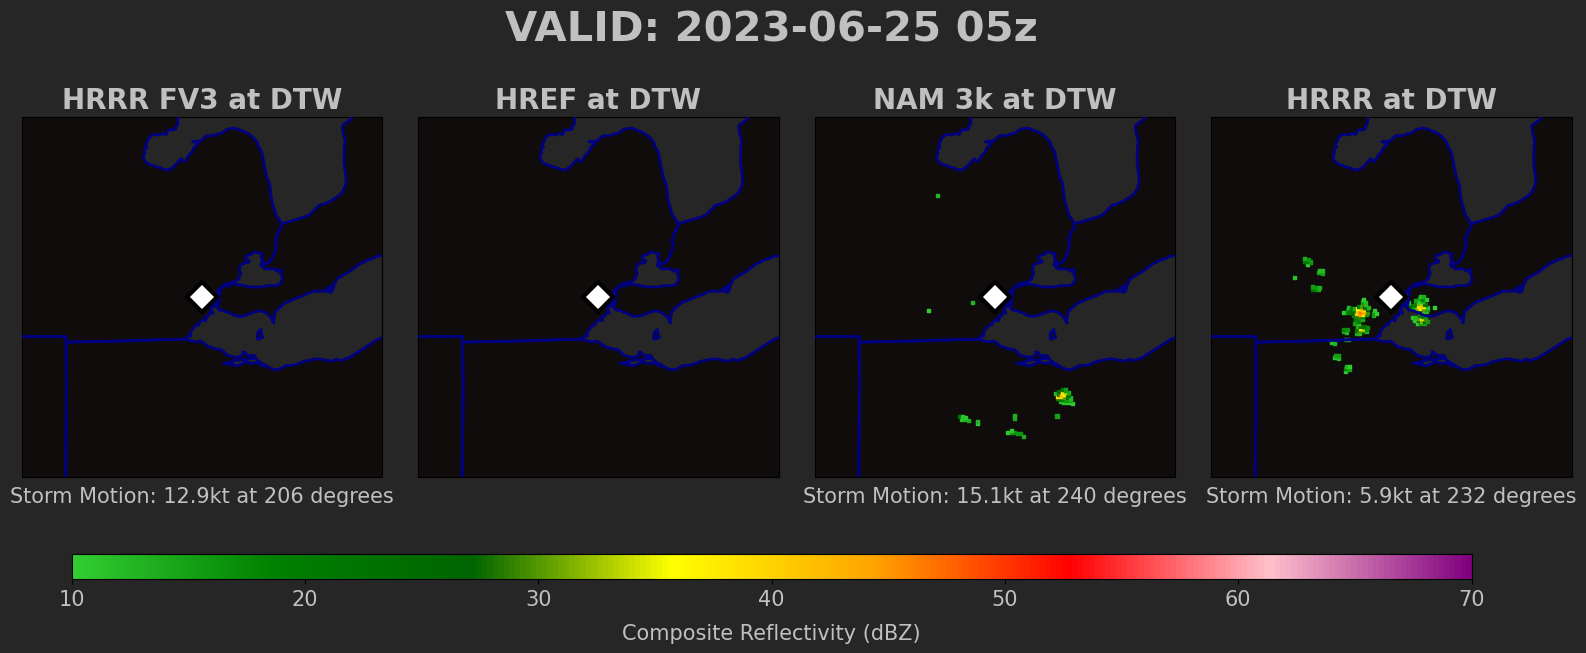 VALID: 2023-06-25 05z
HRRR FV3 at DTW
HREF at DTW
NAM 3k at DTW
HRRR at DTW
Storm Motion: 12.9kt at 206 degrees
Storm Motion: 15.1kt at 240 degrees
Storm Motion: 5.9kt at 232 degrees
10 20 30 40 50 60 70
Composite Reflectivity (dBZ)